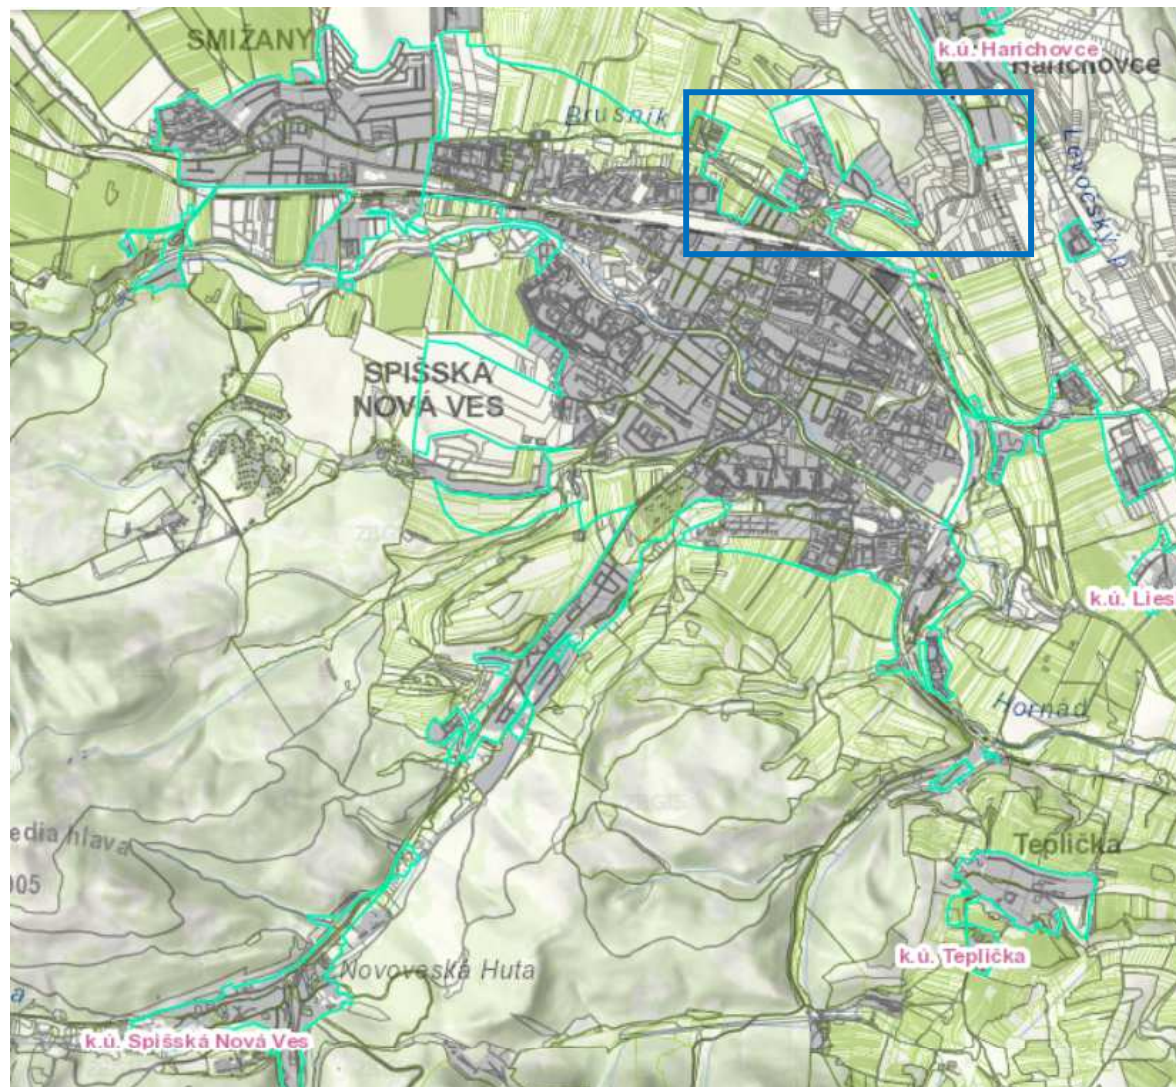 SMIŽANY
k.ú. Harichovce
Harichovce
Brusník
Levočský p.
SPIŠSKÁ
NOVÁ VES
k.ú. Lies
Hornád
edia hlava
005
Teplička
k.ú. Teplička
Novoveská Huta
a,
k.ú. Spišská Nová Ves